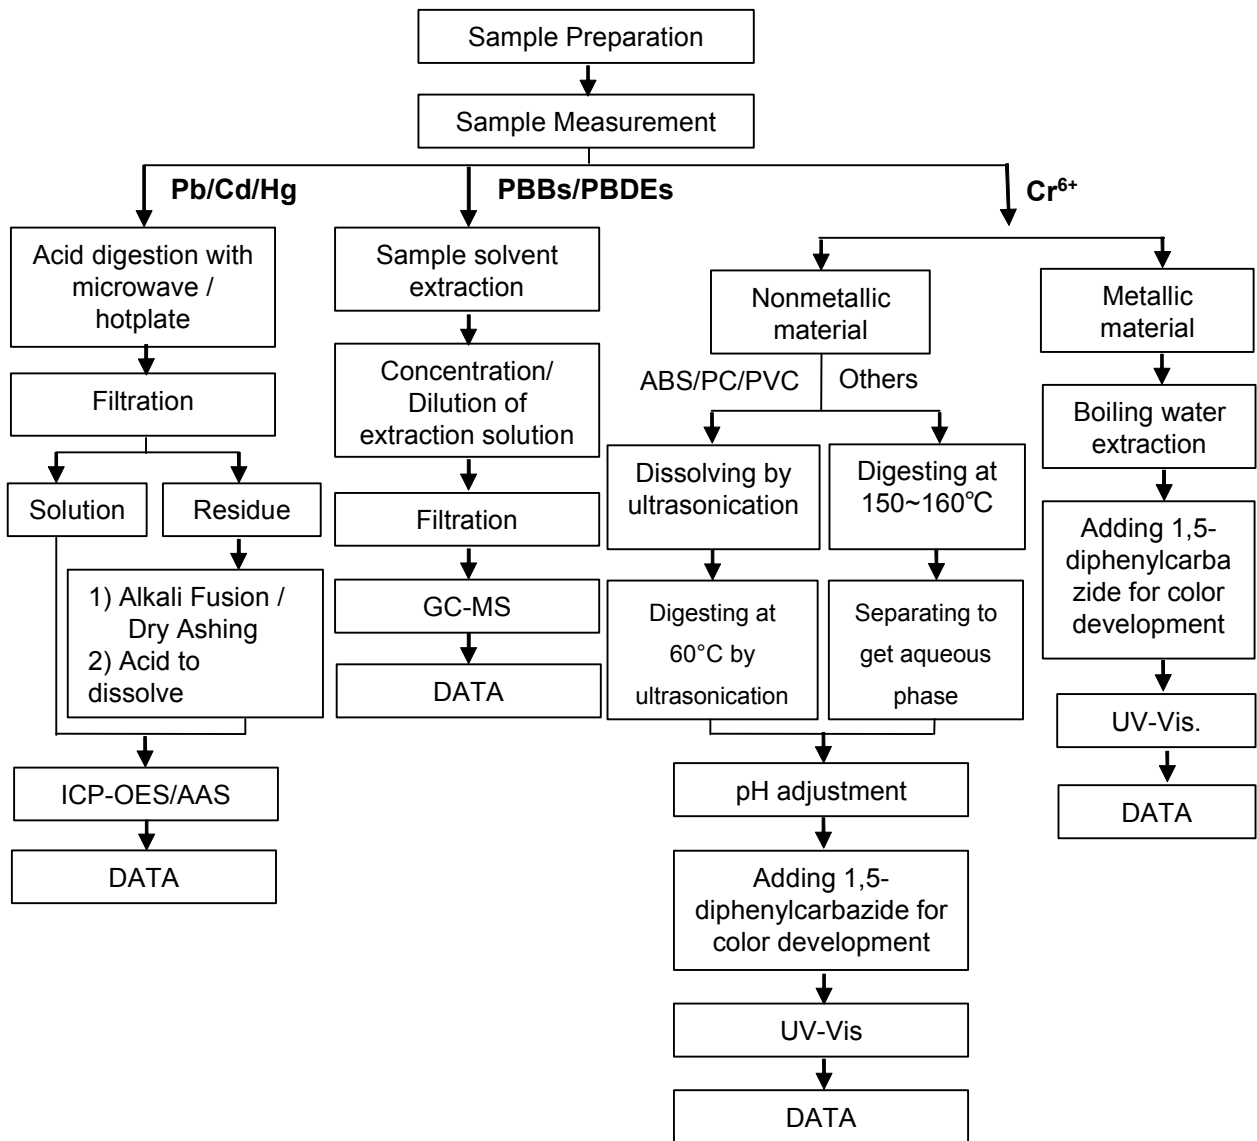 Sample Preparation
Sample Measurement
Pb/Cd/Hg
PBBs/PBDEs
Cr⁶⁺
Acid digestion with
microwave /
hotplate
Filtration
Solution
Residue
1) Alkali Fusion /
Dry Ashing
2) Acid to
dissolve
ICP-OES/AAS
DATA
Sample solvent
extraction
Concentration/
Dilution of
extraction solution
Filtration
GC-MS
DATA
Nonmetallic
material
ABS/PC/PVC
Others
Dissolving by
ultrasonication
Digesting at
60°C by
ultrasonication
Digesting at
150~160℃
Separating to
get aqueous
phase
pH adjustment
Adding 1,5-
diphenylcarbazide for
color development
UV-Vis
DATA
Metallic
material
Boiling water
extraction
Adding 1,5-
diphenylcarba
zide for color
development
UV-Vis.
DATA